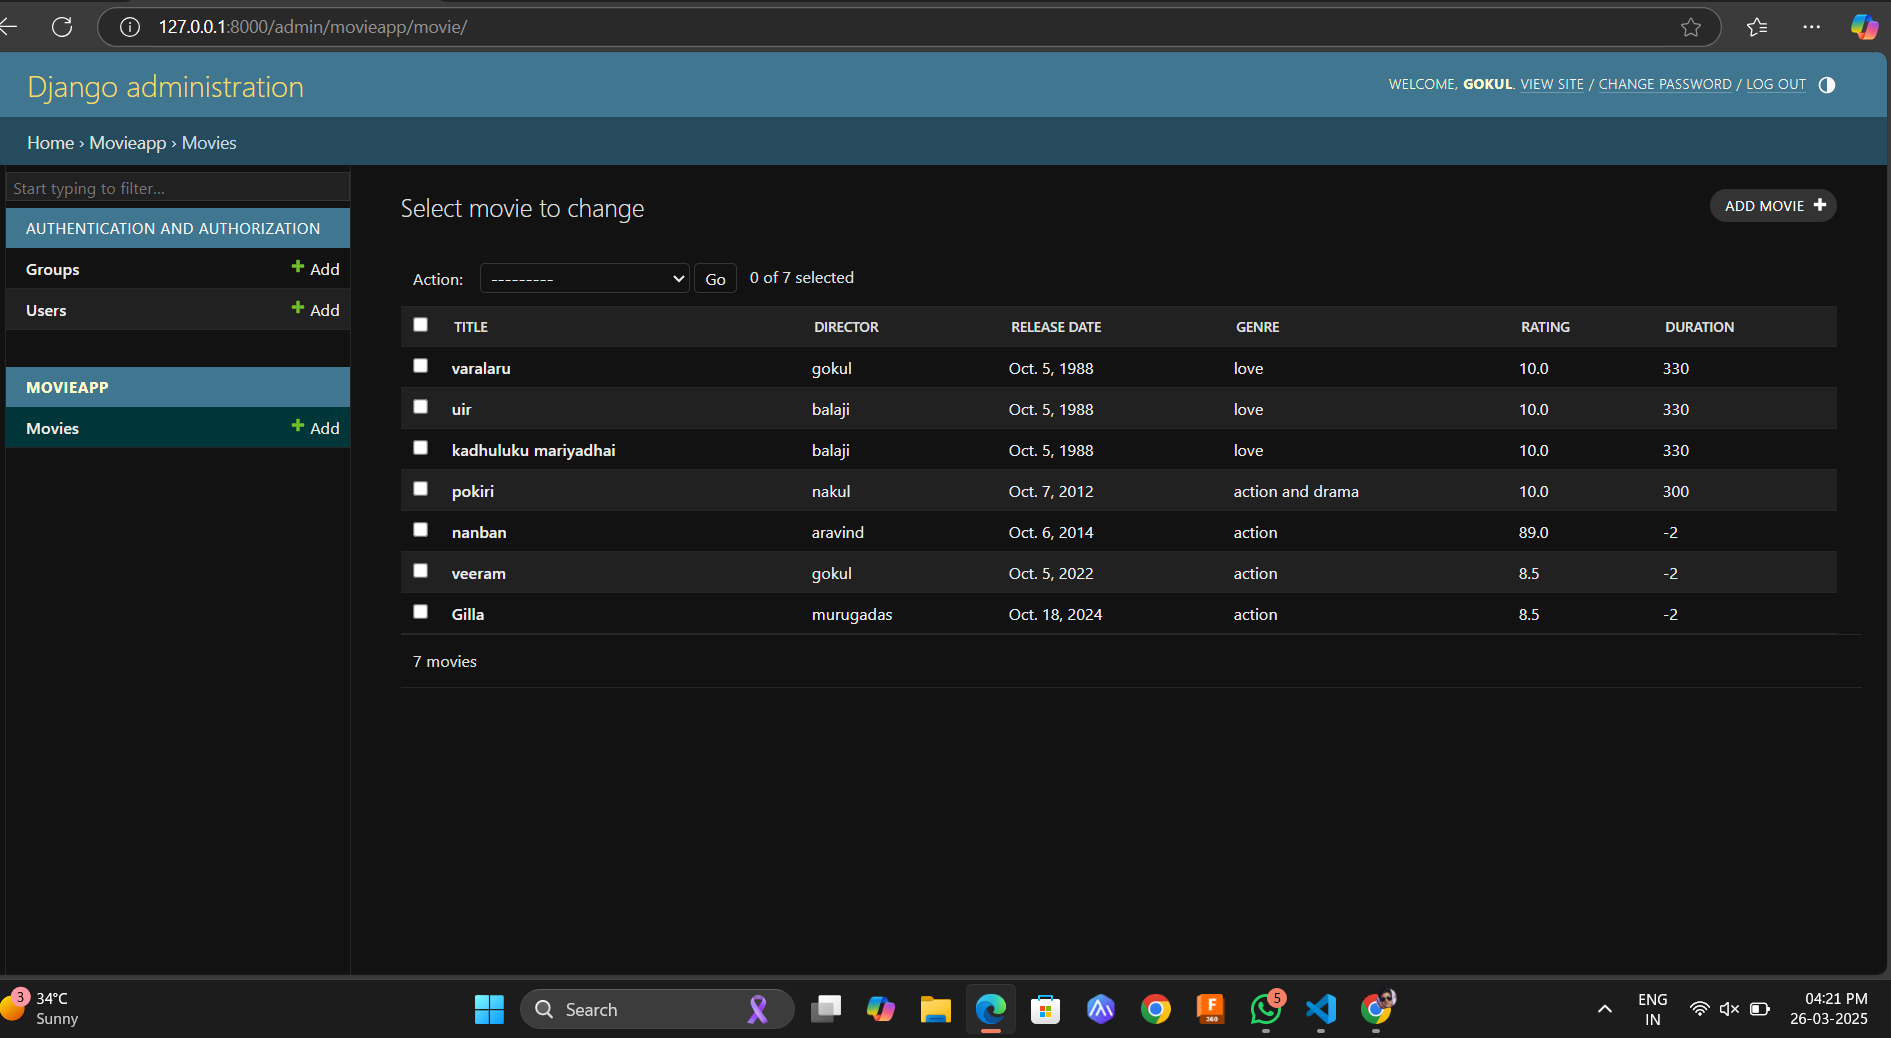 127.0.0.1:8000/admin/movieapp/movie/
Django administration
WELCOME, GOKUL. VIEW SITE / CHANGE PASSWORD / LOG OUT
Home › Movieapp › Movies
Start typing to filter...
AUTHENTICATION AND AUTHORIZATION
Groups Add
Users Add
MOVIEAPP
Movies Add
Select movie to change
ADD MOVIE
Action: --------- Go 0 of 7 selected
TITLE DIRECTOR RELEASE DATE GENRE RATING DURATION
varalaru gokul Oct. 5, 1988 love 10.0 330
uir balaji Oct. 5, 1988 love 10.0 330
kadhuluku mariyadhai balaji Oct. 5, 1988 love 10.0 330
pokiri nakul Oct. 7, 2012 action and drama 10.0 300
nanban aravind Oct. 6, 2014 action 89.0 -2
veeram gokul Oct. 5, 2022 action 8.5 -2
Gilla murugadas Oct. 18, 2024 action 8.5 -2
7 movies
3
34°C
Sunny
Search
F
360
5
ENG
IN
04:21 PM
26-03-2025